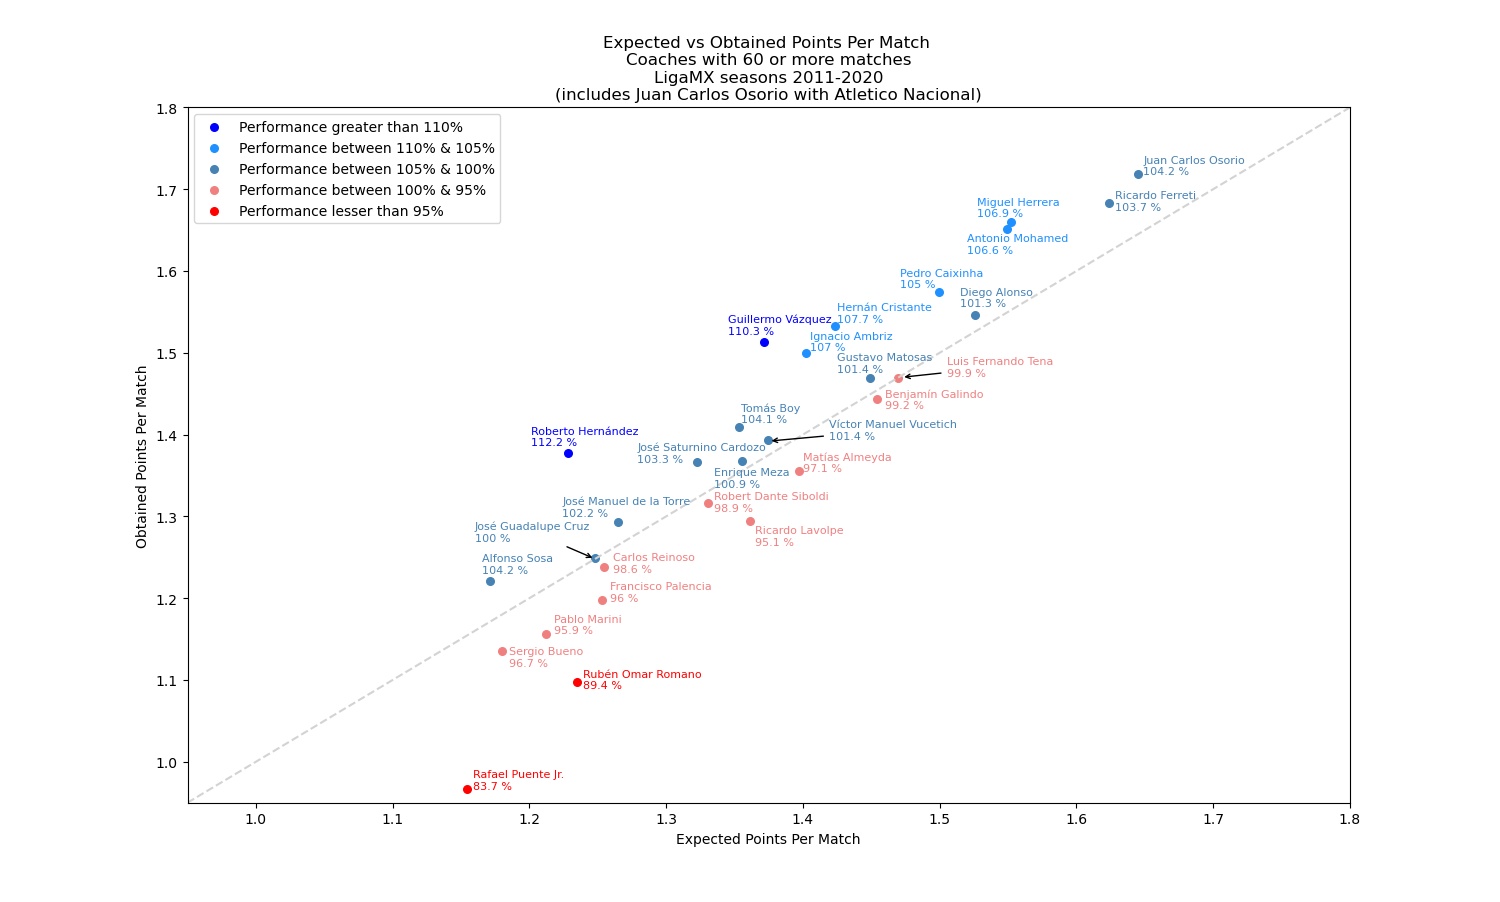 Expected vs Obtained Points Per Match
Coaches with 60 or more matches
LigaMX seasons 2011-2020
(includes Juan Carlos Osorio with Atletico Nacional)
Performance greater than 110%
Performance between 110% & 105%
Performance between 105% & 100%
Performance between 100% & 95%
Performance lesser than 95%
Juan Carlos Osorio
104.2 %
Ricardo Ferreti
103.7 %
Miguel Herrera
106.9 %
Antonio Mohamed
106.6 %
Pedro Caixinha
105 %
Diego Alonso
101.3 %
Hernán Cristante
107.7 %
Guillermo Vázquez
110.3 %
Ignacio Ambriz
107 %
Gustavo Matosas
101.4 %
Luis Fernando Tena
99.9 %
Benjamín Galindo
99.2 %
Tomás Boy
104.1 %
Víctor Manuel Vucetich
101.4 %
Roberto Hernández
112.2 %
José Saturnino Cardozo
103.3 %
Matías Almeyda
97.1 %
Enrique Meza
100.9 %
Robert Dante Siboldi
98.9 %
José Manuel de la Torre
102.2 %
Ricardo Lavolpe
95.1 %
José Guadalupe Cruz
100 %
Alfonso Sosa
104.2 %
Carlos Reinoso
98.6 %
Francisco Palencia
96 %
Pablo Marini
95.9 %
Sergio Bueno
96.7 %
Rubén Omar Romano
89.4 %
Rafael Puente Jr.
83.7 %
Obtained Points Per Match
1.8
1.7
1.6
1.5
1.4
1.3
1.2
1.1
1.0
1.0
1.1
1.2
1.3
1.4
1.5
1.6
1.7
1.8
Expected Points Per Match